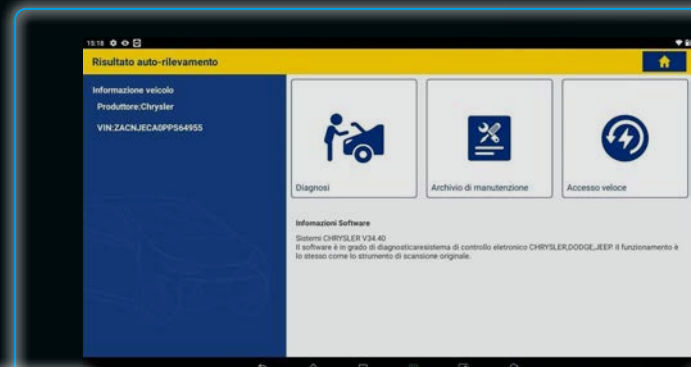 15:18
Risultato auto-rilevamento
Informazione veicolo
Produttore:Chrysler
VIN:ZACNJECA0PPS64955
Diagnosi
Archivio di manutenzione
Accesso veloce
Infomazioni Software
Sistemi CHRYSLER V34.40
Il software è in grado di diagnosticaresistema di controllo eletronico CHRYSLER,DODGE,,JEEP. Il funzionamento è
lo stesso come lo strumento di scansione originale.